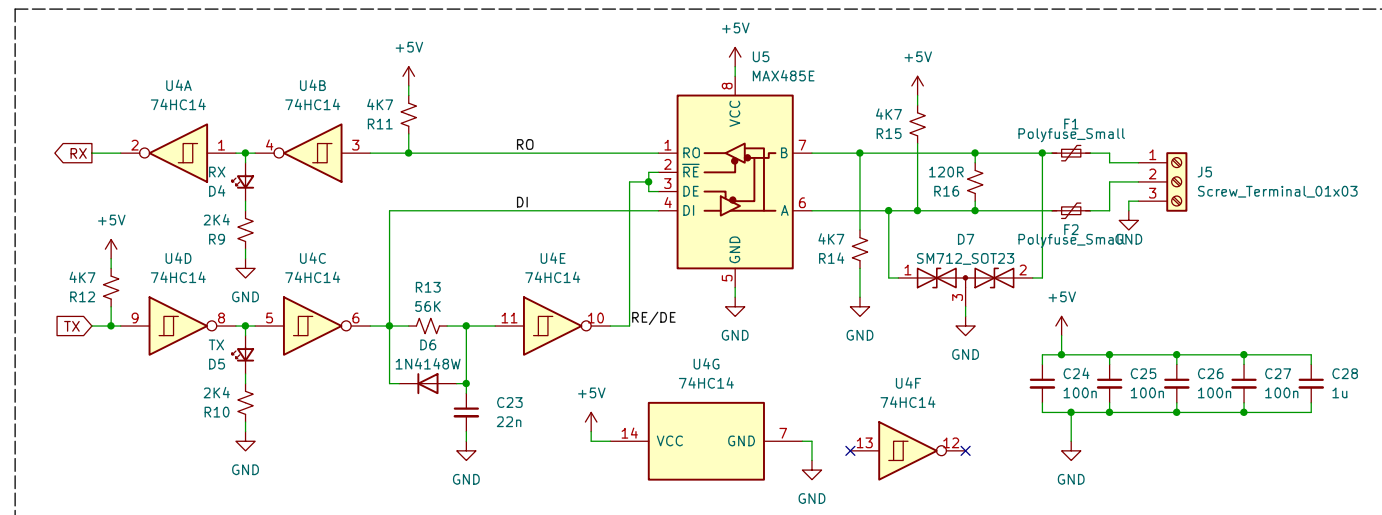 +5V
U5
MAX485E
8
VCC
+5V
U4A
74HC14
U4B
74HC14
4K7
R11
+5V
4K7
R15
F1
Polyfuse_Small
RX
2
1
4
3
RO
1
RO
B
7
2
RE
3
DE
DI
4
DI
A
6
120R
R16
1
2
3
J5
Screw_Terminal_01x03
RX
D4
2K4
R9
GND
+5V
4K7
R12
U4D
74HC14
U4C
74HC14
R13
56K
U4E
74HC14
GND
5
GND
4K7
R14
GND
F2
Polyfuse_Small
GND
D7
SM712_SOT23
1
2
3
GND
TX
9
8
5
6
11
10
RE/DE
TX
D5
2K4
R10
GND
D6
1N4148W
C23
22n
GND
U4G
74HC14
+5V
14
VCC
GND
7
GND
U4F
74HC14
13
12
+5V
C24
100n
C25
100n
C26
100n
C27
100n
C28
1u
GND